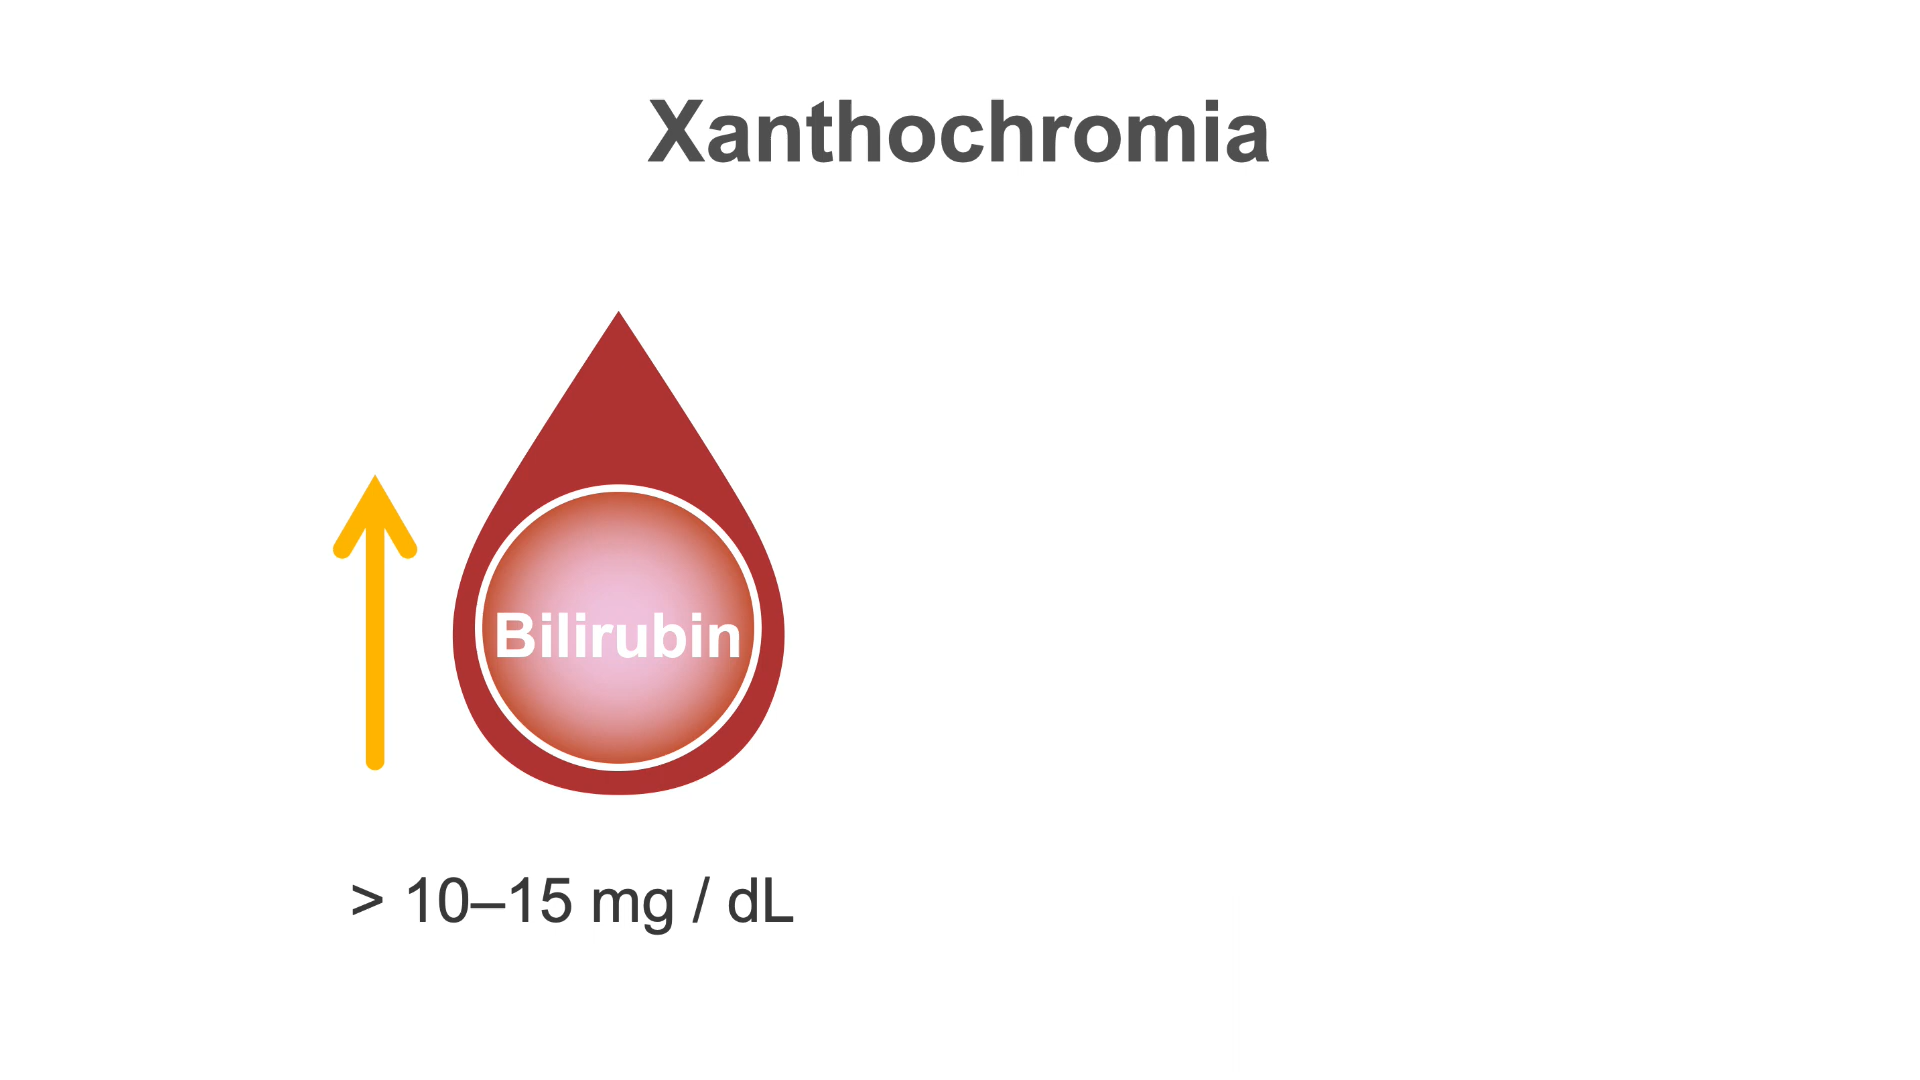 Xanthochromia
Bilirubin
> 10–15 mg / dL